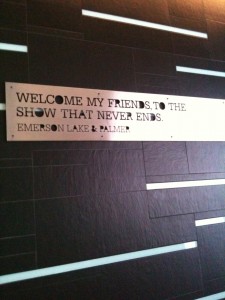 WELCOME MY FRIENDS, TO THE
SHOW THAT NEVER ENDS.
EMERSON LAKE & PALMER